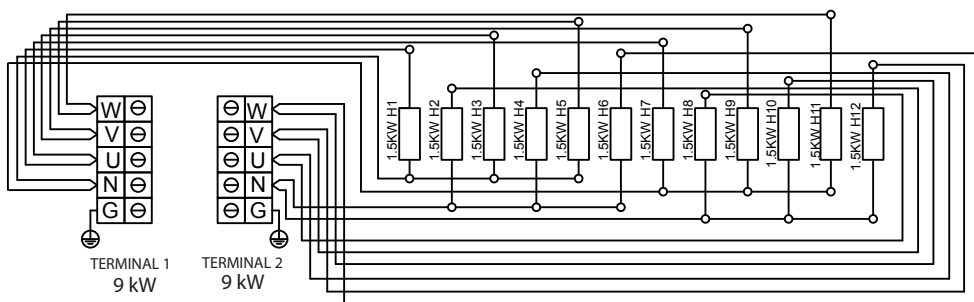 W
V
U
N
G
W
V
U
N
G
TERMINAL 1
9 kW
TERMINAL 2
9 kW
1.5KW H1
1.5KW H2
1.5KW H3
1.5KW H4
1.5KW H5
1.5KW H6
1.5KW H7
1.5KW H8
1.5KW H9
1.5KW H10
1.5KW H11
1.5KW H12